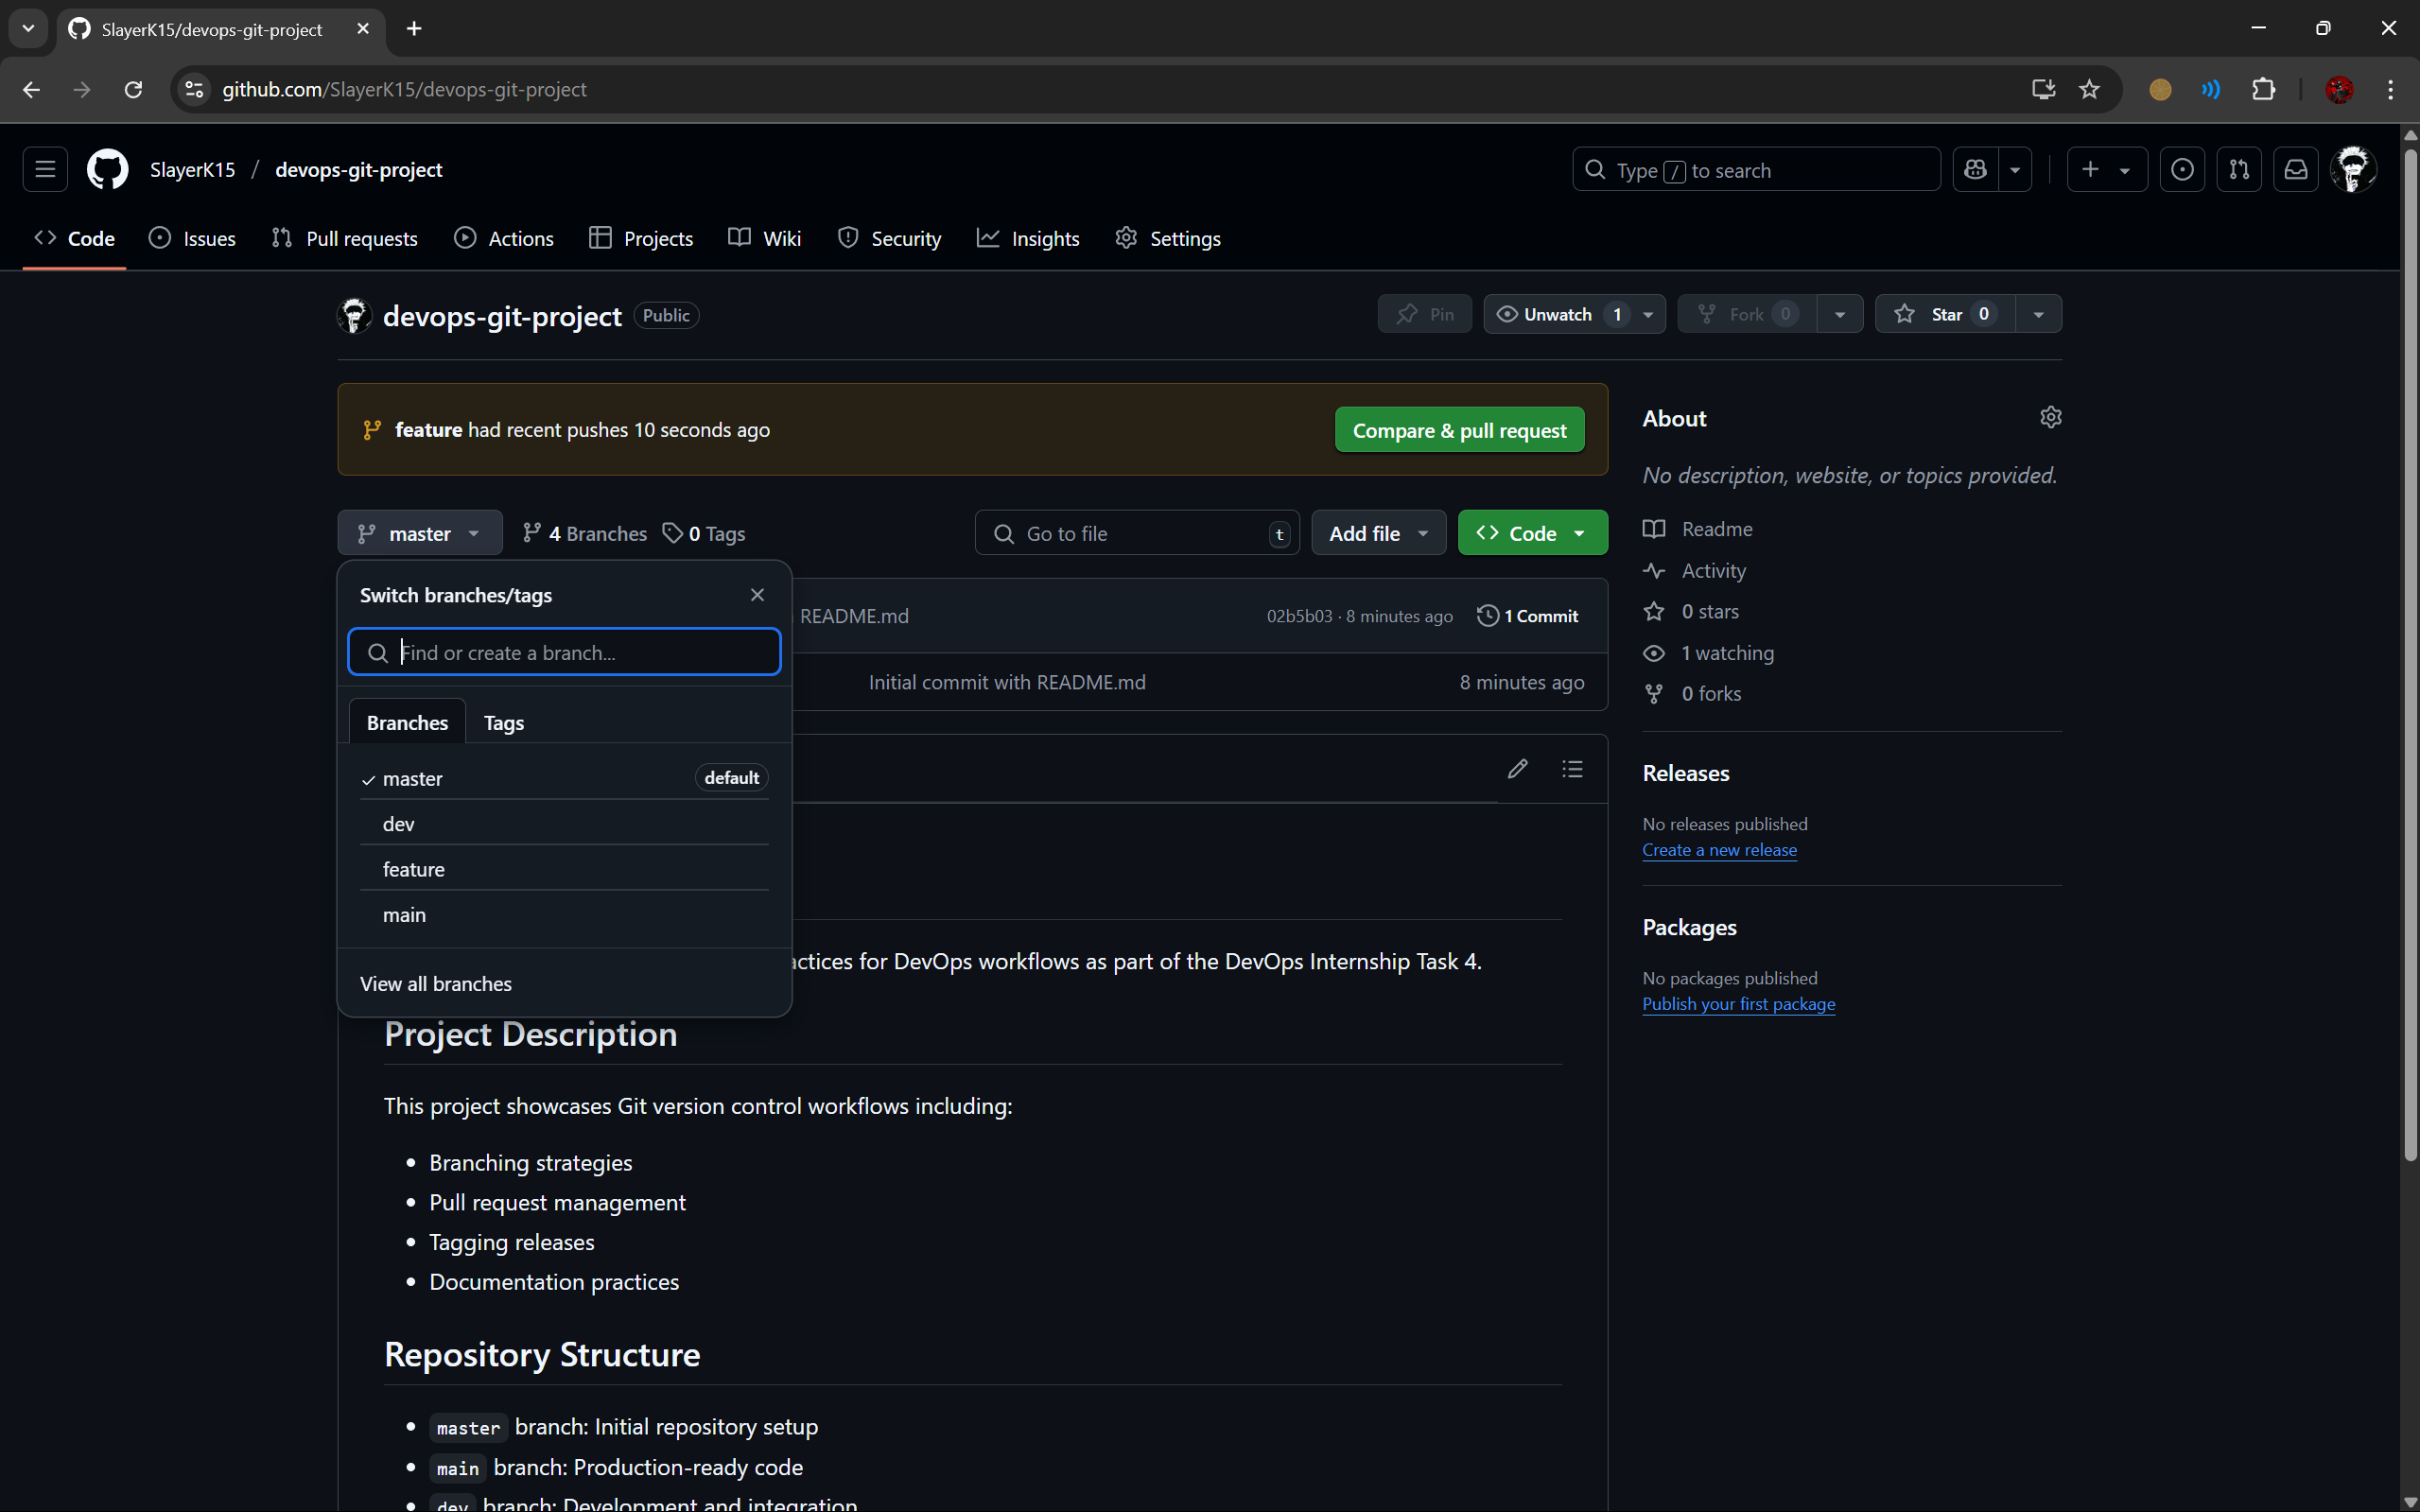 SlayerK15/devops-git-project
github.com/SlayerK15/devops-git-project
SlayerK15 / devops-git-project
Type / to search
Code
Issues
Pull requests
Actions
Projects
Wiki
Security
Insights
Settings
devops-git-project Public
Pin
Unwatch 1
Fork 0
Star 0
feature had recent pushes 10 seconds ago
Compare & pull request
master
4 Branches
0 Tags
Go to file t
Add file
Code
Switch branches/tags
Find or create a branch...
Branches
Tags
master default
dev
feature
main
View all branches
README.md
02b5b03 · 8 minutes ago
1 Commit
Initial commit with README.md
8 minutes ago
actices for DevOps workflows as part of the DevOps Internship Task 4.
Project Description
This project showcases Git version control workflows including:
Branching strategies
Pull request management
Tagging releases
Documentation practices
Repository Structure
master branch: Initial repository setup
main branch: Production-ready code
dev branch: Development and integration
About
No description, website, or topics provided.
Readme
Activity
0 stars
1 watching
0 forks
Releases
No releases published
Create a new release
Packages
No packages published
Publish your first package